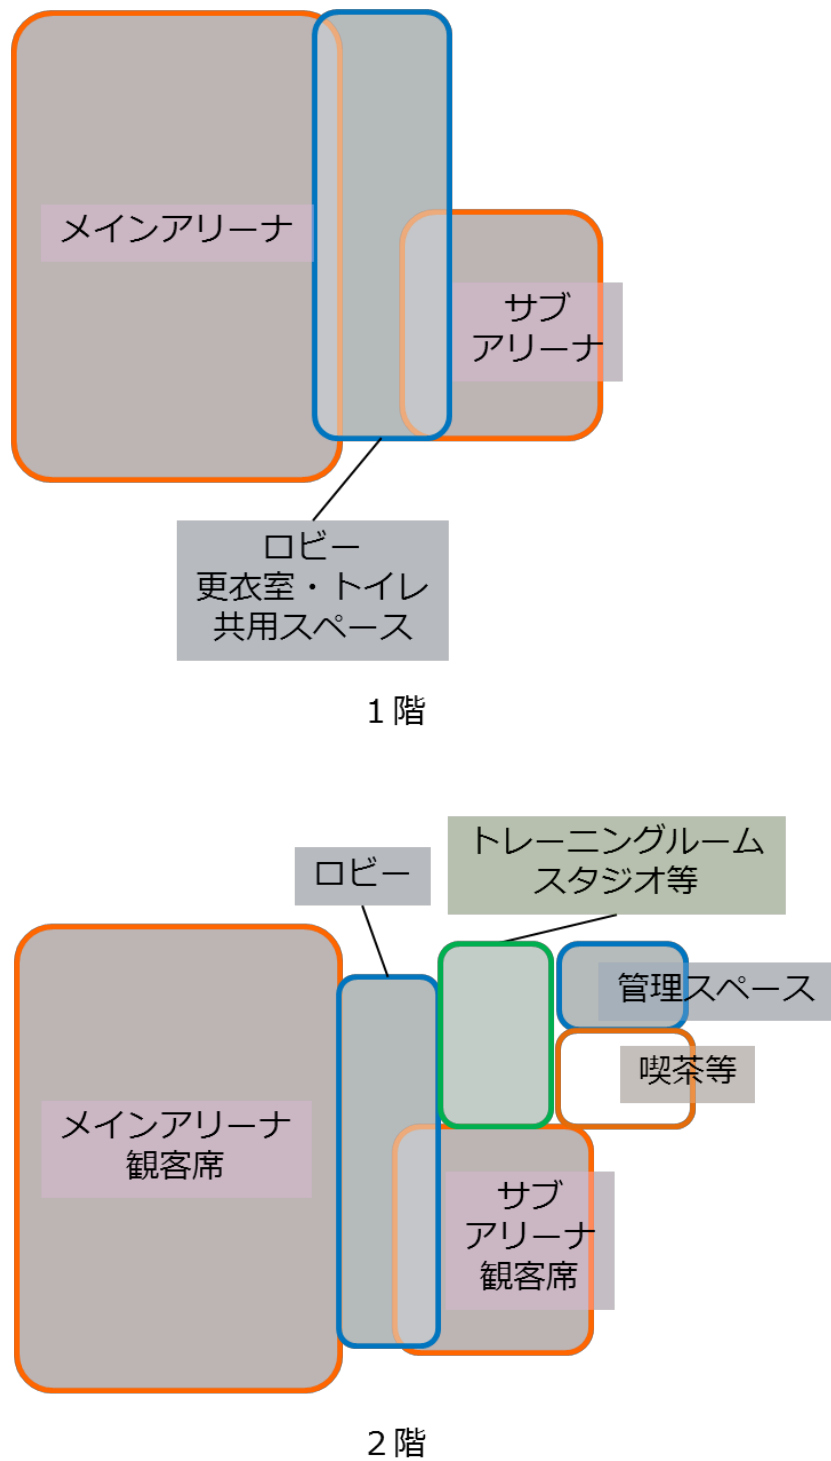 メインアリーナ
サブ
アリーナ
ロビー
更衣室・トイレ
共用スペース
１階
トレーニングルーム
スタジオ等
ロビー
管理スペース
喫茶等
メインアリーナ
観客席
サブ
アリーナ
観客席
２階